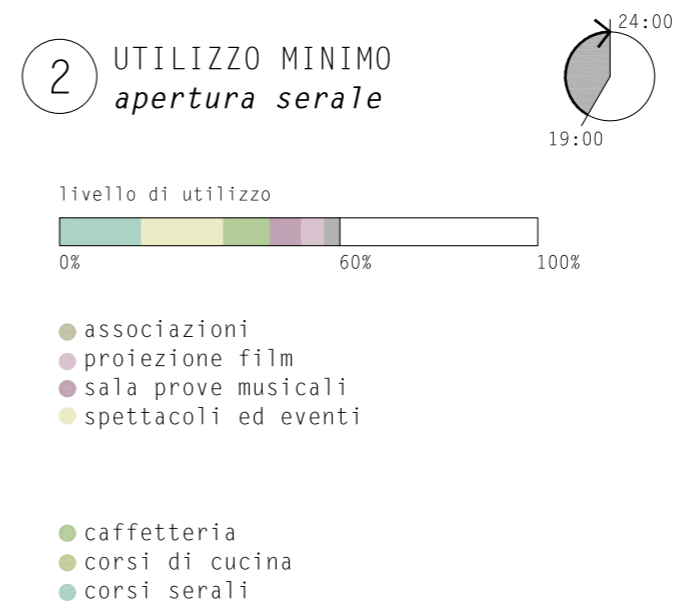 24:00
2
UTILIZZO MINIMO
apertura serale
19:00
livello di utilizzo
0%
60%
100%
associazioni
proiezione film
sala prove musicali
spettacoli ed eventi
caffetteria
corsi di cucina
corsi serali